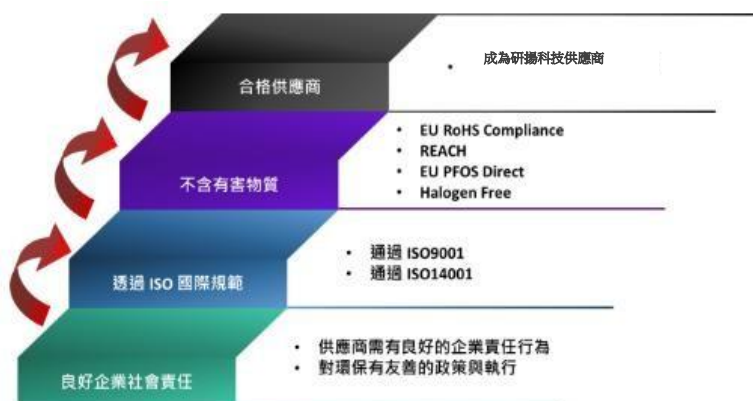 合格供應商
• 成為研揚科技供應商
不含有害物質
• EU RoHS Compliance
• REACH
• EU PFOS Direct
• Halogen Free
透過 ISO 國際規範
• 通過 ISO9001
• 通過 ISO14001
良好企業社會責任
• 供應商需有良好的企業責任行為
• 對環保有友善的政策與執行